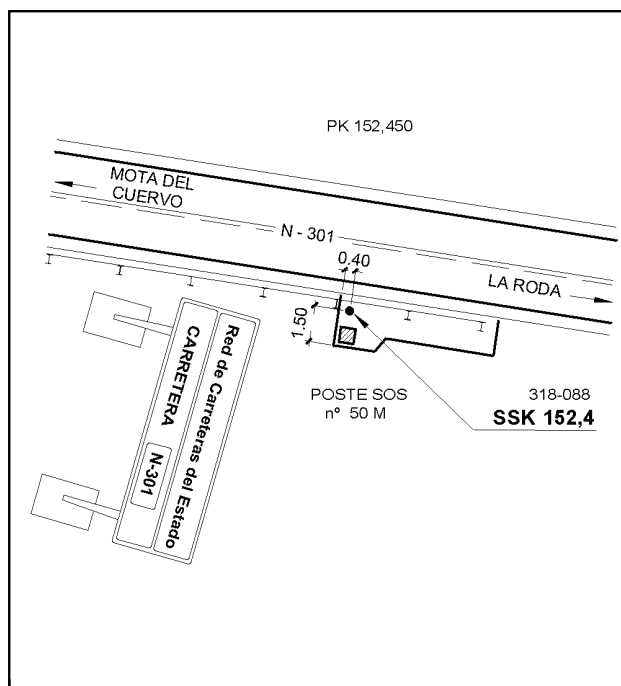 PK 152,450
MOTA DEL
CUERVO
N - 301
0.40
LA RODA
1.50
Red de Carreteras del Estado
CARRETERA N-301
POSTE SOS
nº 50 M
318-088
SSK 152,4